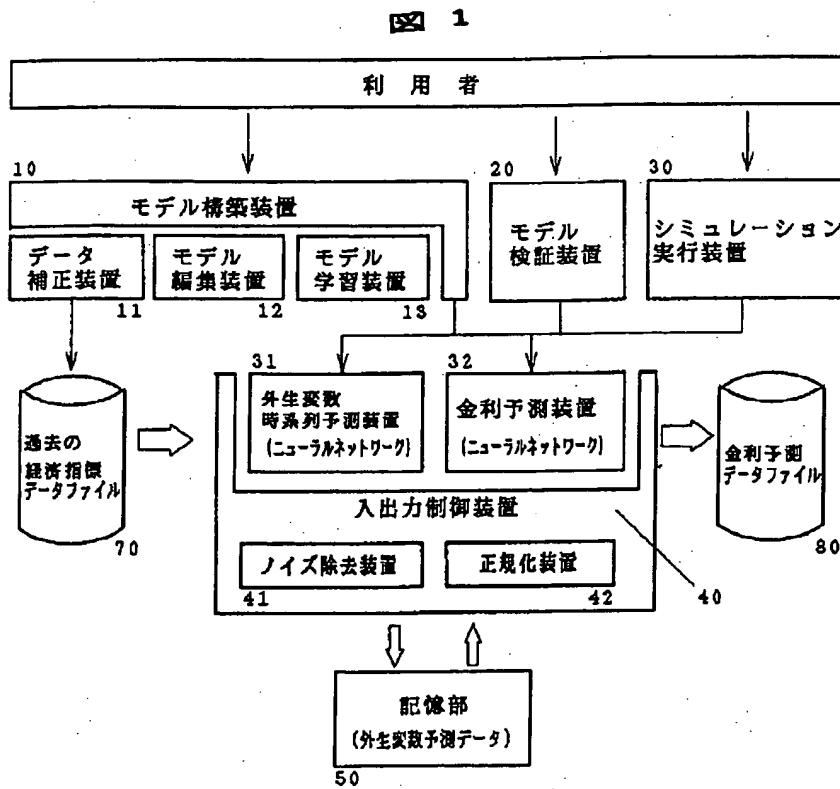 図 1
利 用 者
10
モデル構築装置
データ
補正装置
11
モデル
編集装置
12
モデル
学習装置
13
20
モデル
検証装置
30
シミュレーション
実行装置
過去の
経済指標
データファイル
70
31
外生変数
時系列予測装置
(ニューラルネットワーク)
32
金利予測装置
(ニューラルネットワーク)
入出力制御装置
ノイズ除去装置
41
正規化装置
42
40
金利予測
データファイル
80
記憶部
(外生変数予測データ)
50